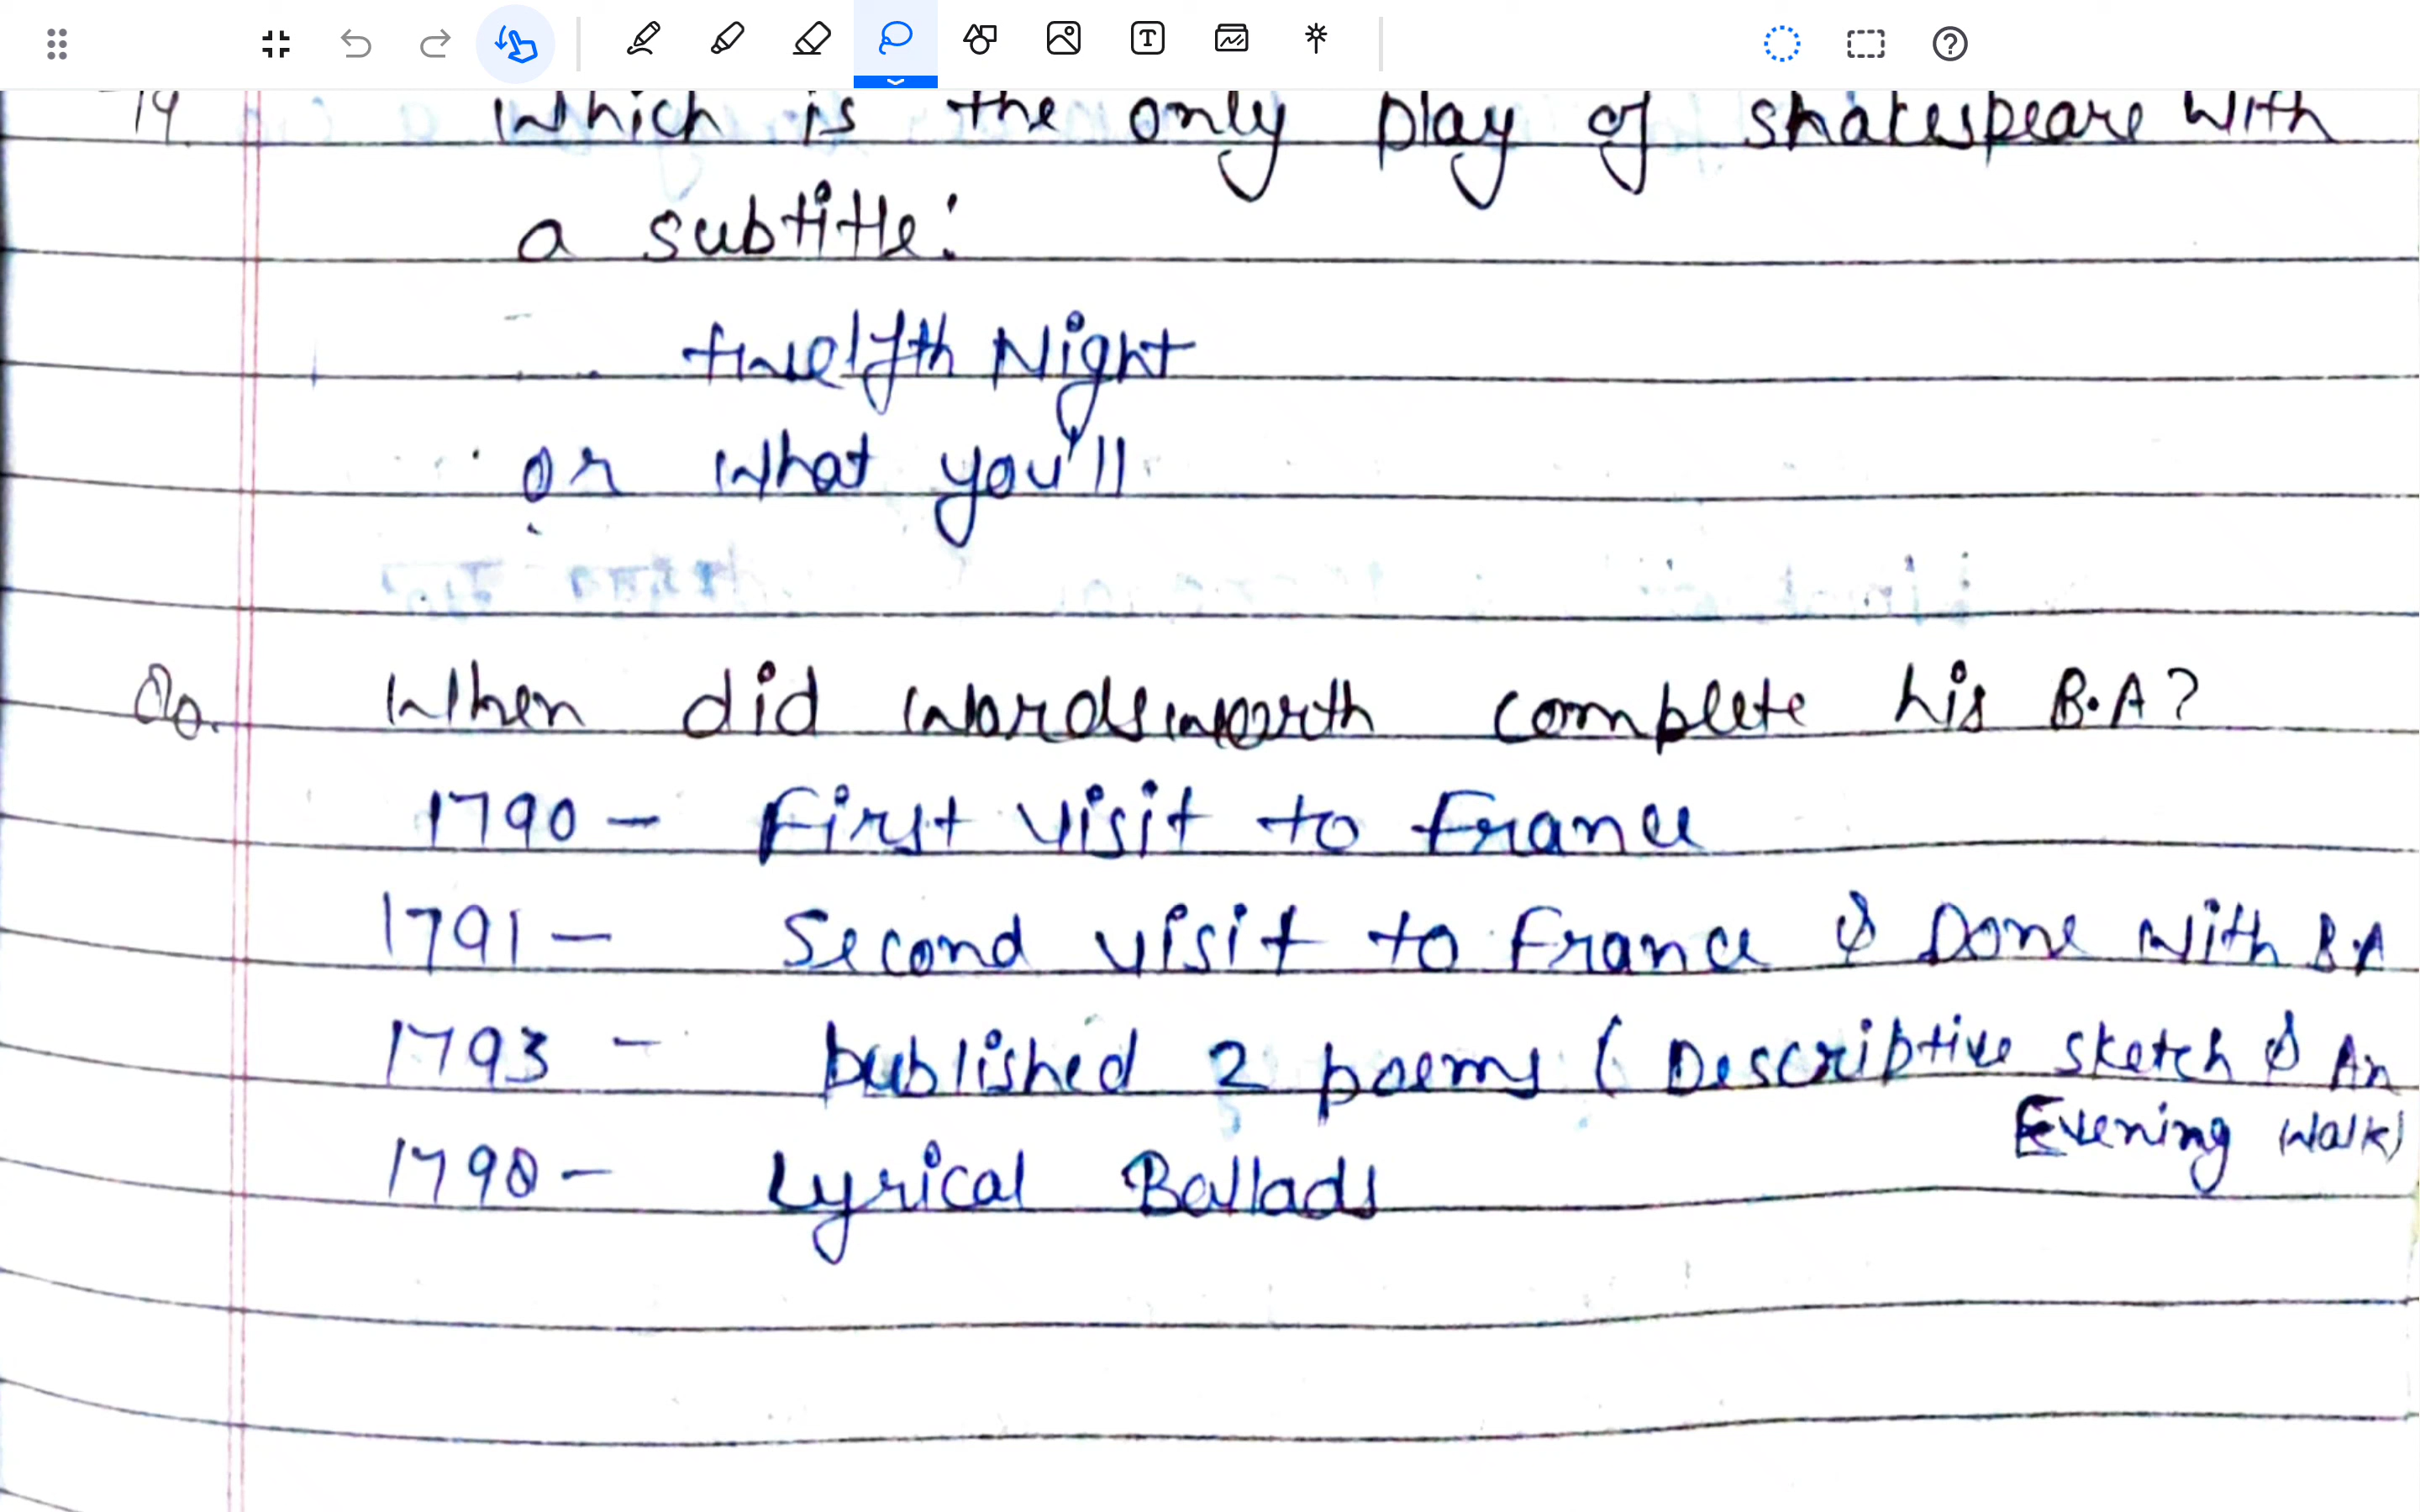 19. Which is the only play of shakespeare with
a subtitle:
twelfth Night
or what you'll
20. When did wordsworth complete his B.A?
1790 - First visit to France
1791 - Second visit to France & Done with B.A
1793 - published 2 poems ( Descriptive sketch & An
Evening walk)
1798 - Lyrical Ballads